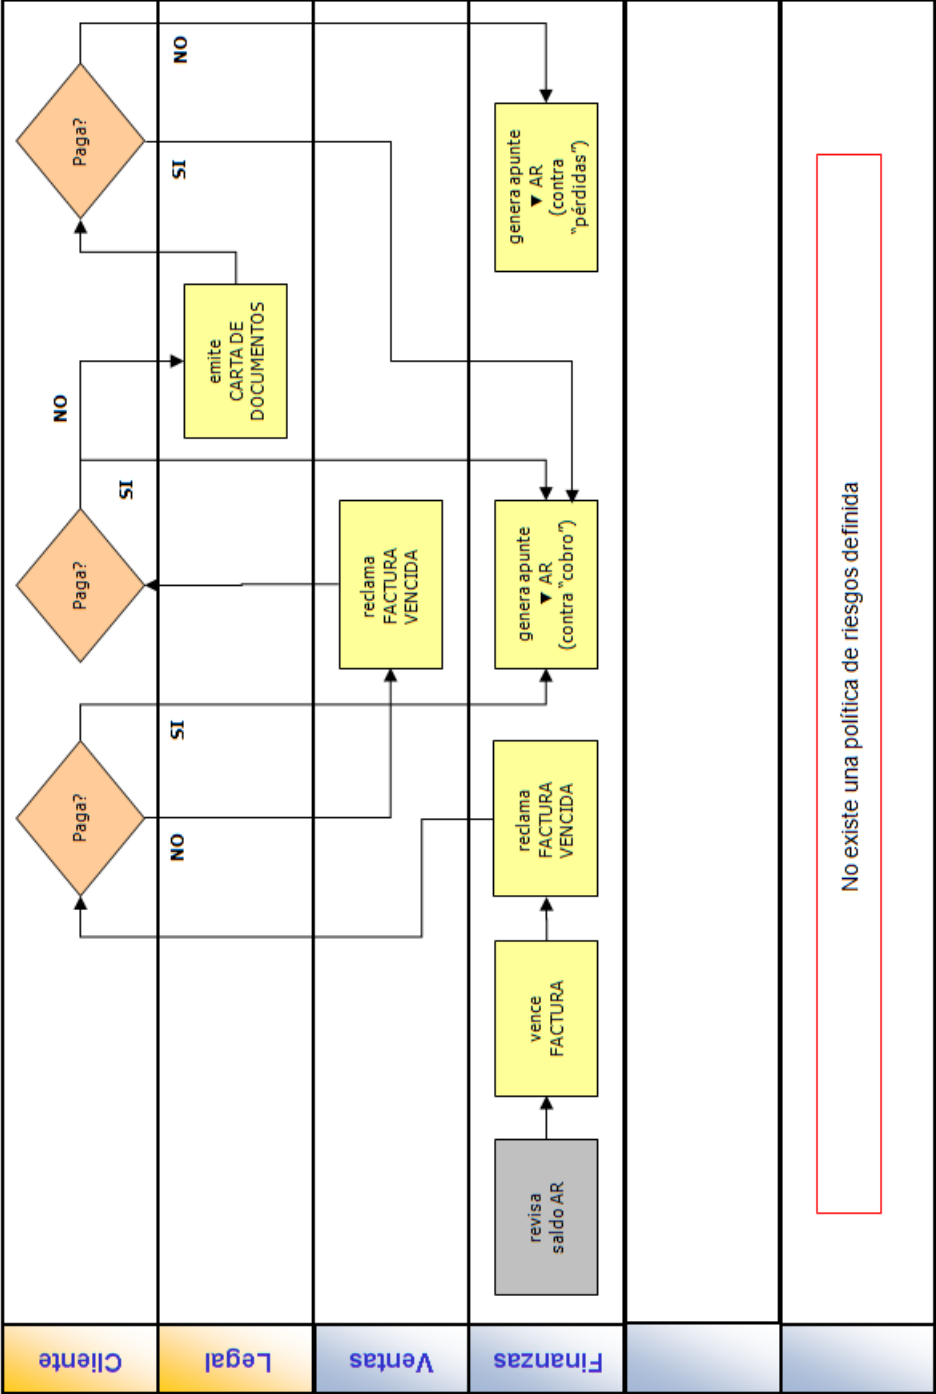 Cliente
Paga?
Paga?
Paga?
NO
Legal
NO
SI
SI
emite
CARTA DE
DOCUMENTOS
SI
NO
Ventas
reclama
FACTURA
VENCIDA
Finanzas
revisa
saldo AR
vence
FACTURA
reclama
FACTURA
VENCIDA
genera apunte
▼ AR
(contra "cobro")
genera apunte
▼ AR
(contra
"pérdidas")
No existe una política de riesgos definida